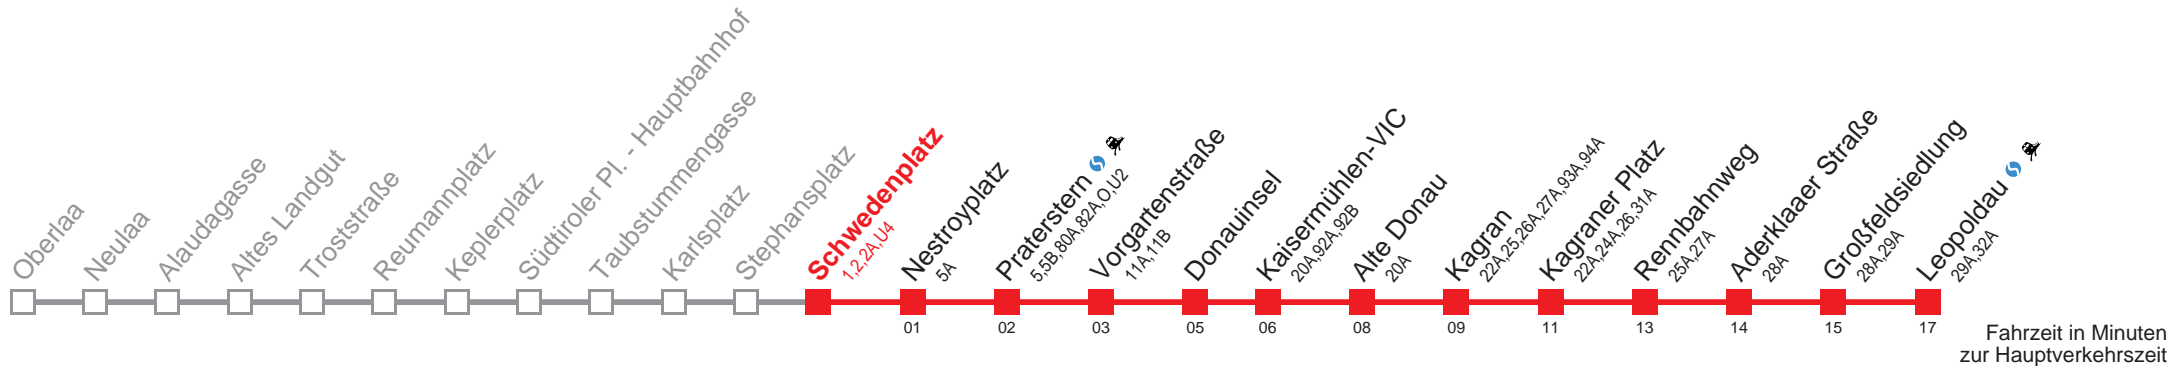 Oberlaa
Neulaa
Alaudagasse
Altes Landgut
Troststraße
Reumannplatz
Keplerplatz
Südtiroler Pl. - Hauptbahnhof
Taubstummengasse
Karlsplatz
Stephansplatz
Schwedenplatz
1,2,2A,U4
Nestroyplatz
5A
01
Praterstern
5,5B,80A,82A,O,U2
02
Vorgartenstraße
11A,11B
03
Donauinsel
05
Kaisermühlen-VIC
20A,92A,92B
06
Alte Donau
20A
08
Kagran
22A,25,26A,27A,93A,94A
09
Kagraner Platz
22A,24A,26,31A
11
Rennbahnweg
25A,27A
13
Aderklaaer Straße
28A
14
Großfeldsiedlung
28A,29A
15
Leopoldau
29A,32A
17
Fahrzeit in Minuten
zur Hauptverkehrszeit